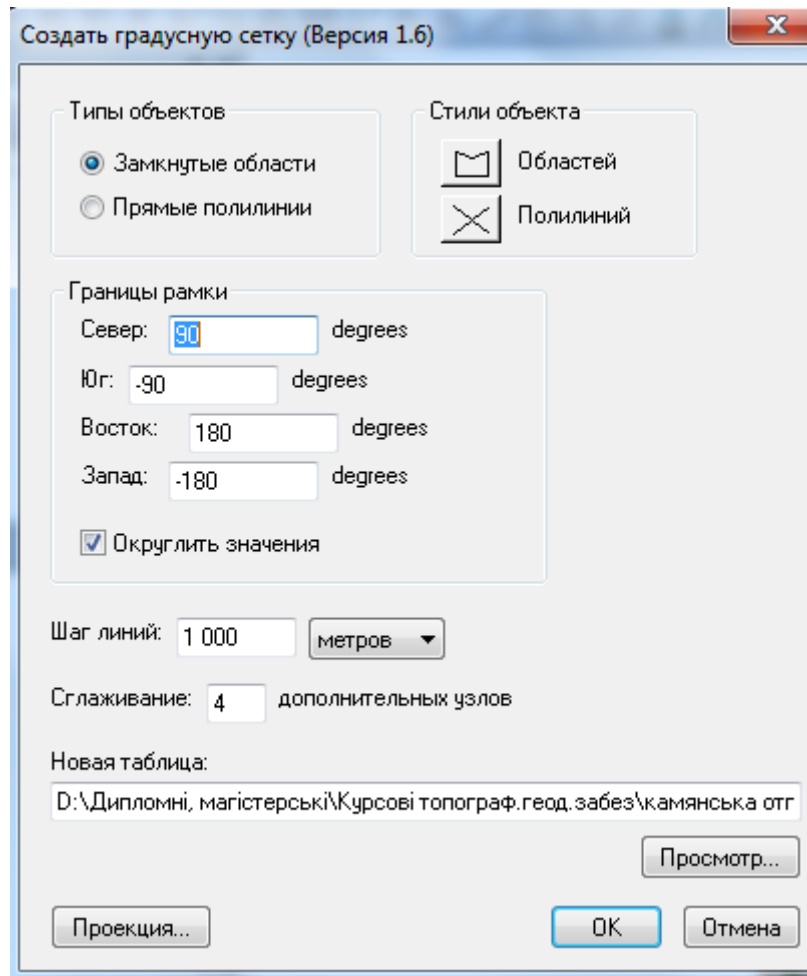 Создать градусную сетку (Версия 1.6)
Типы объектов
Замкнутые области
Прямые полилинии
Стили объекта
Областей
Полилиний
Границы рамки
Север: 90 degrees
Юг: -90 degrees
Восток: 180 degrees
Запад: -180 degrees
Округлить значения
Шаг линий: 1 000 метров
Сглаживание: 4 дополнительных узлов
Новая таблица:
D:\Дипломні, магістерські\Курсові топограф.геод.забез\камянська отг
Просмотр...
Проекция... OK Отмена